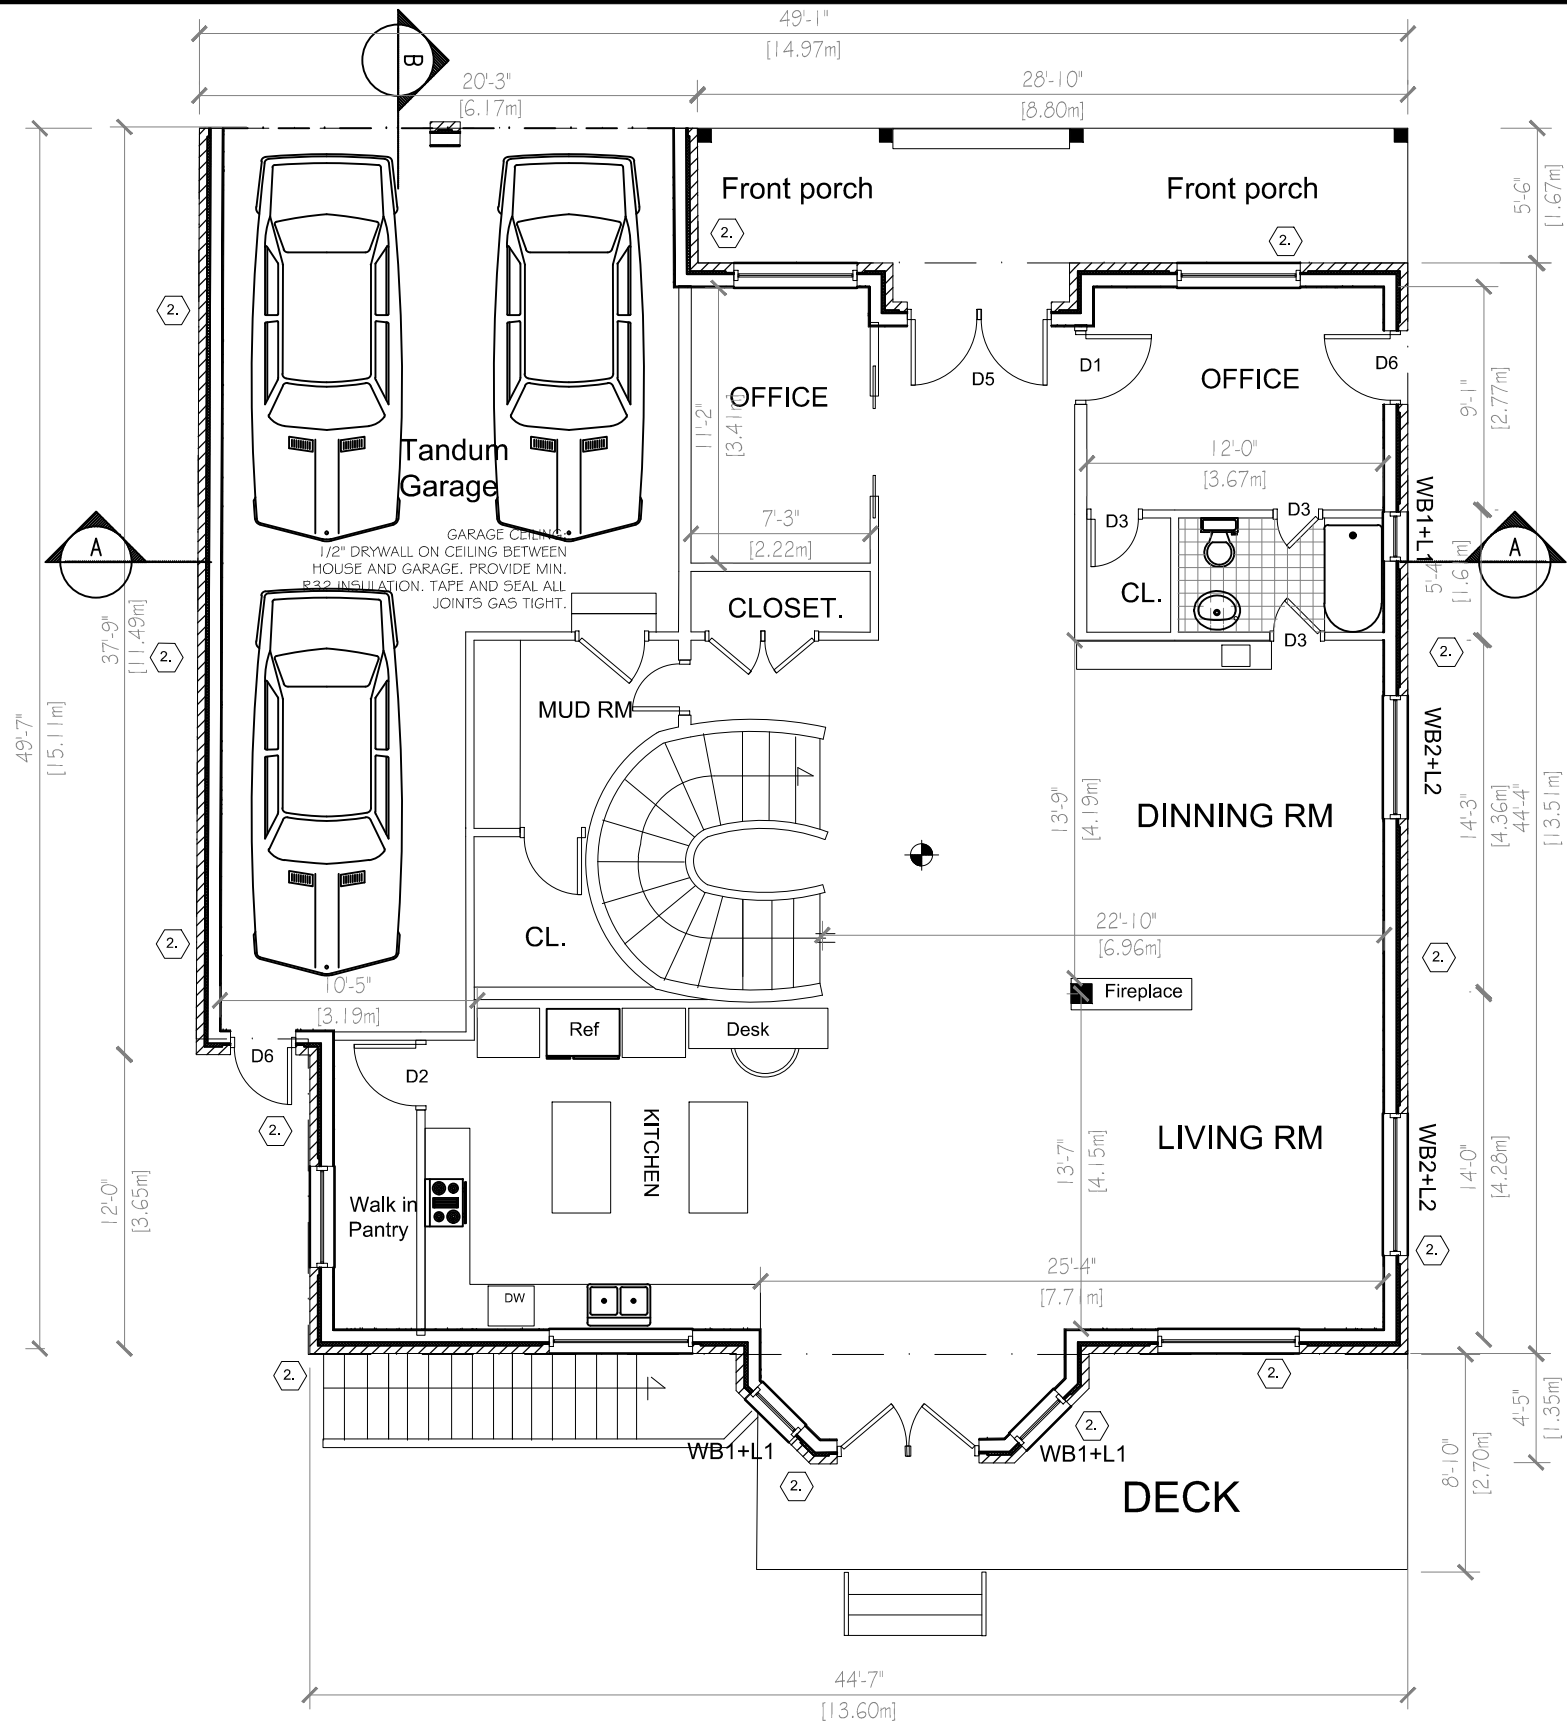 49'-1"
[14.97m]
B
20'-3"
[6.17m]
28'-10"
[8.80m]
Front porch
Front porch
5'-6"
[1.67m]
2.
2.
2.
D5
D1
D6
OFFICE
OFFICE
11'-2"
[3.41m]
9'-1"
[2.77m]
Tandum
Garage
12'-0"
[3.67m]
7'-3"
[2.22m]
D3
D3
WB1+L1
A
A
GARAGE CEILING:
1/2" DRYWALL ON CEILING BETWEEN
HOUSE AND GARAGE. PROVIDE MIN.
R32 INSULATION. TAPE AND SEAL ALL
JOINTS GAS TIGHT.
CL.
CLOSET.
D3
5'-4"
37'-9"
[11.49m]
2.
2.
MUD RM
49'-7"
[15.11m]
WB2+L2
DINNING RM
13'-9"
[4.19m]
14'-3"
[4.36m]
44'-4"
[13.51m]
2.
CL.
22'-10"
[6.96m]
2.
10'-5"
[3.19m]
Fireplace
Ref
Desk
D6
D2
2.
KITCHEN
LIVING RM
13'-7"
[4.15m]
WB2+L2
14'-0"
[4.28m]
12'-0"
[3.65m]
Walk in
Pantry
2.
25'-4"
[7.71m]
DW
2.
2.
2.
WB1+L1
WB1+L1
2.
4'-5"
[1.35m]
8'-10"
[2.70m]
DECK
44'-7"
[13.60m]